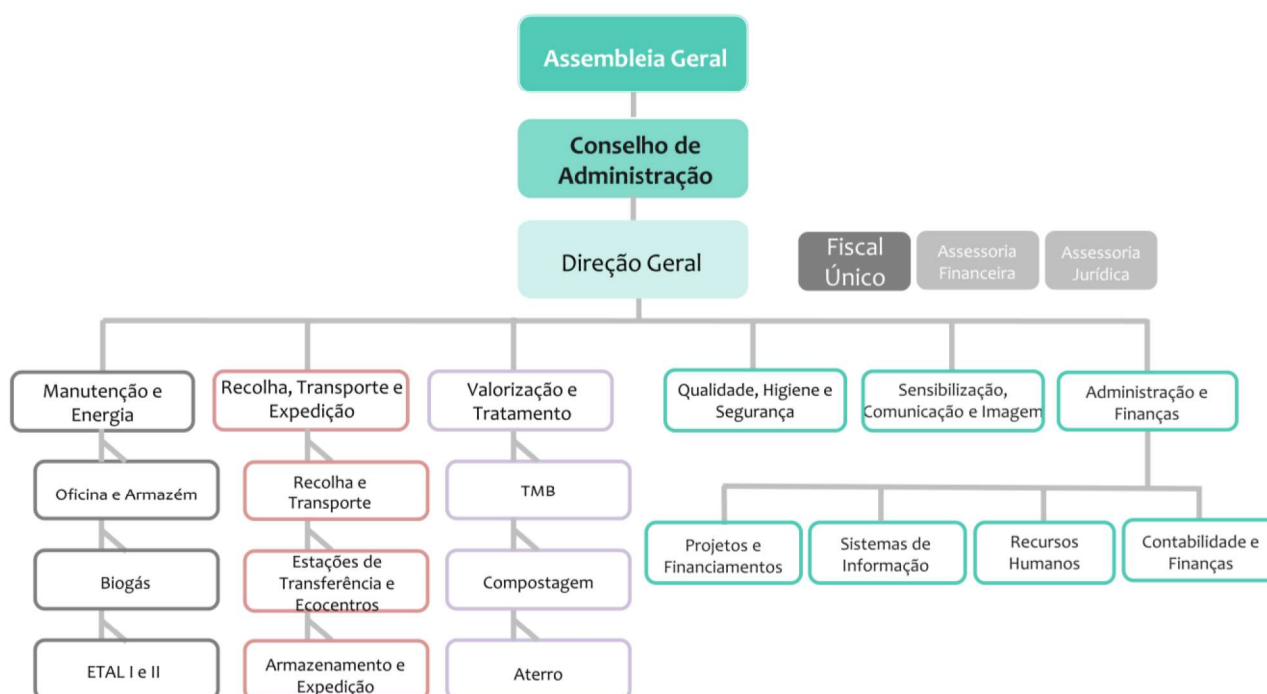 Assembleia Geral
Conselho de
Administração
Direção Geral
Fiscal
Único
Assessoria
Financeira
Assessoria
Jurídica
Manutenção e
Energia
Recolha, Transporte e
Expedição
Valorização e
Tratamento
Qualidade, Higiene e
Segurança
Sensibilização,
Comunicação e Imagem
Administração e
Finanças
Oficina e Armazém
Recolha e
Transporte
TMB
Projetos e
Financiamentos
Sistemas de
Informação
Recursos
Humanos
Contabilidade e
Finanças
Biogás
Estações de
Transferência e
Ecocentros
Compostagem
ETAL I e II
Armazenamento e
Expedição
Aterro